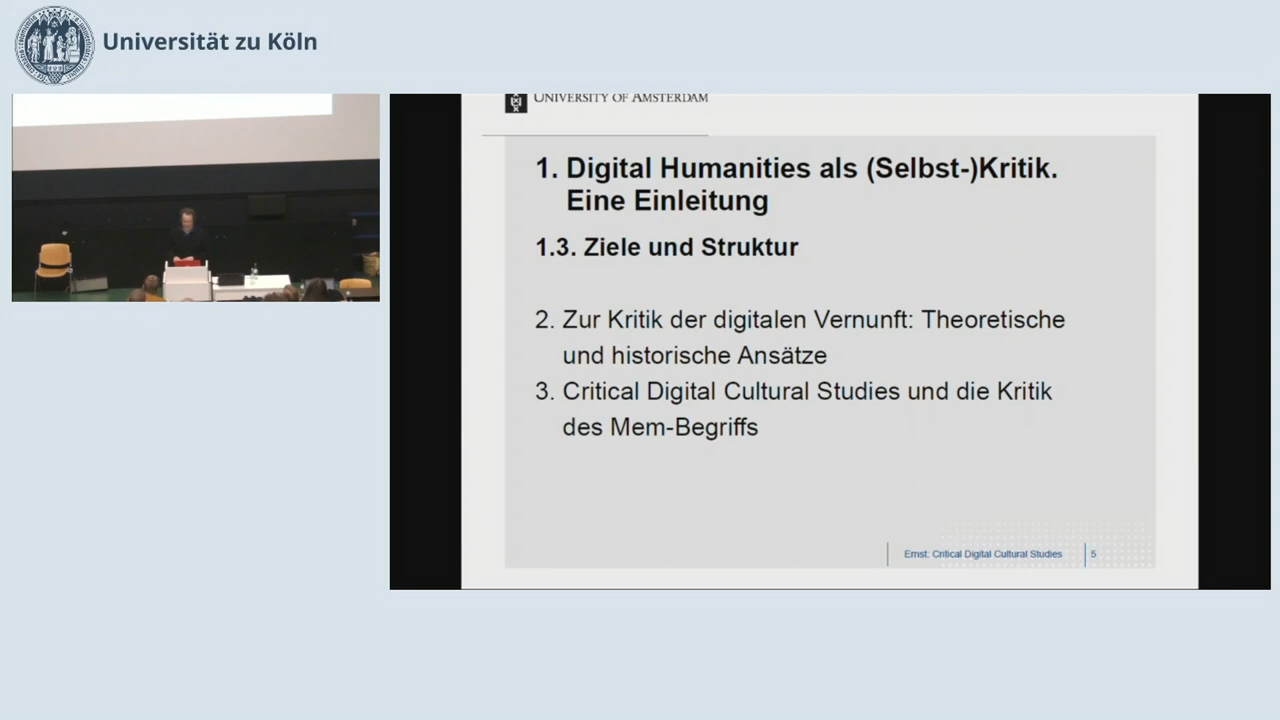 Universität zu Köln
UNIVERSITY OF AMSTERDAM
1. Digital Humanities als (Selbst-)Kritik.
Eine Einleitung
1.3. Ziele und Struktur
2. Zur Kritik der digitalen Vernunft: Theoretische
und historische Ansätze
3. Critical Digital Cultural Studies und die Kritik
des Mem-Begriffs
Ernst: Critical Digital Cultural Studies
5